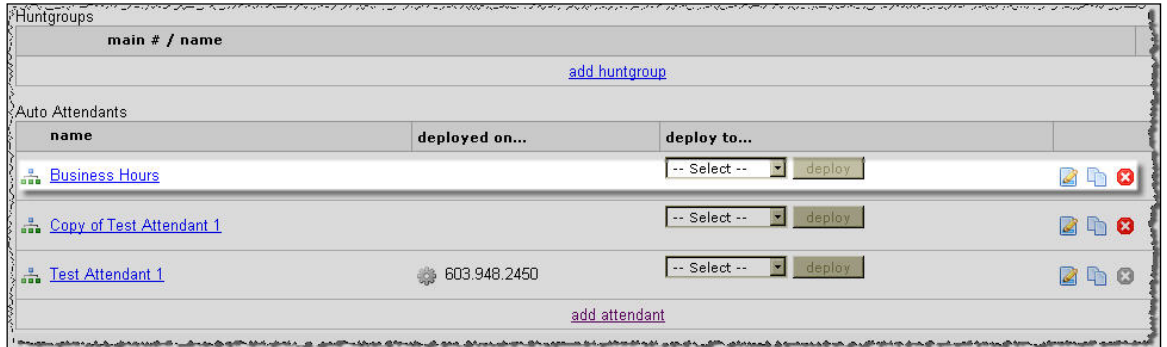 Huntgroups
main # / name
add huntgroup
Auto Attendants
name deployed on... deploy to...
Business Hours -- Select -- deploy
Copy of Test Attendant 1 -- Select -- deploy
Test Attendant 1 603.948.2450 -- Select -- deploy
add attendant